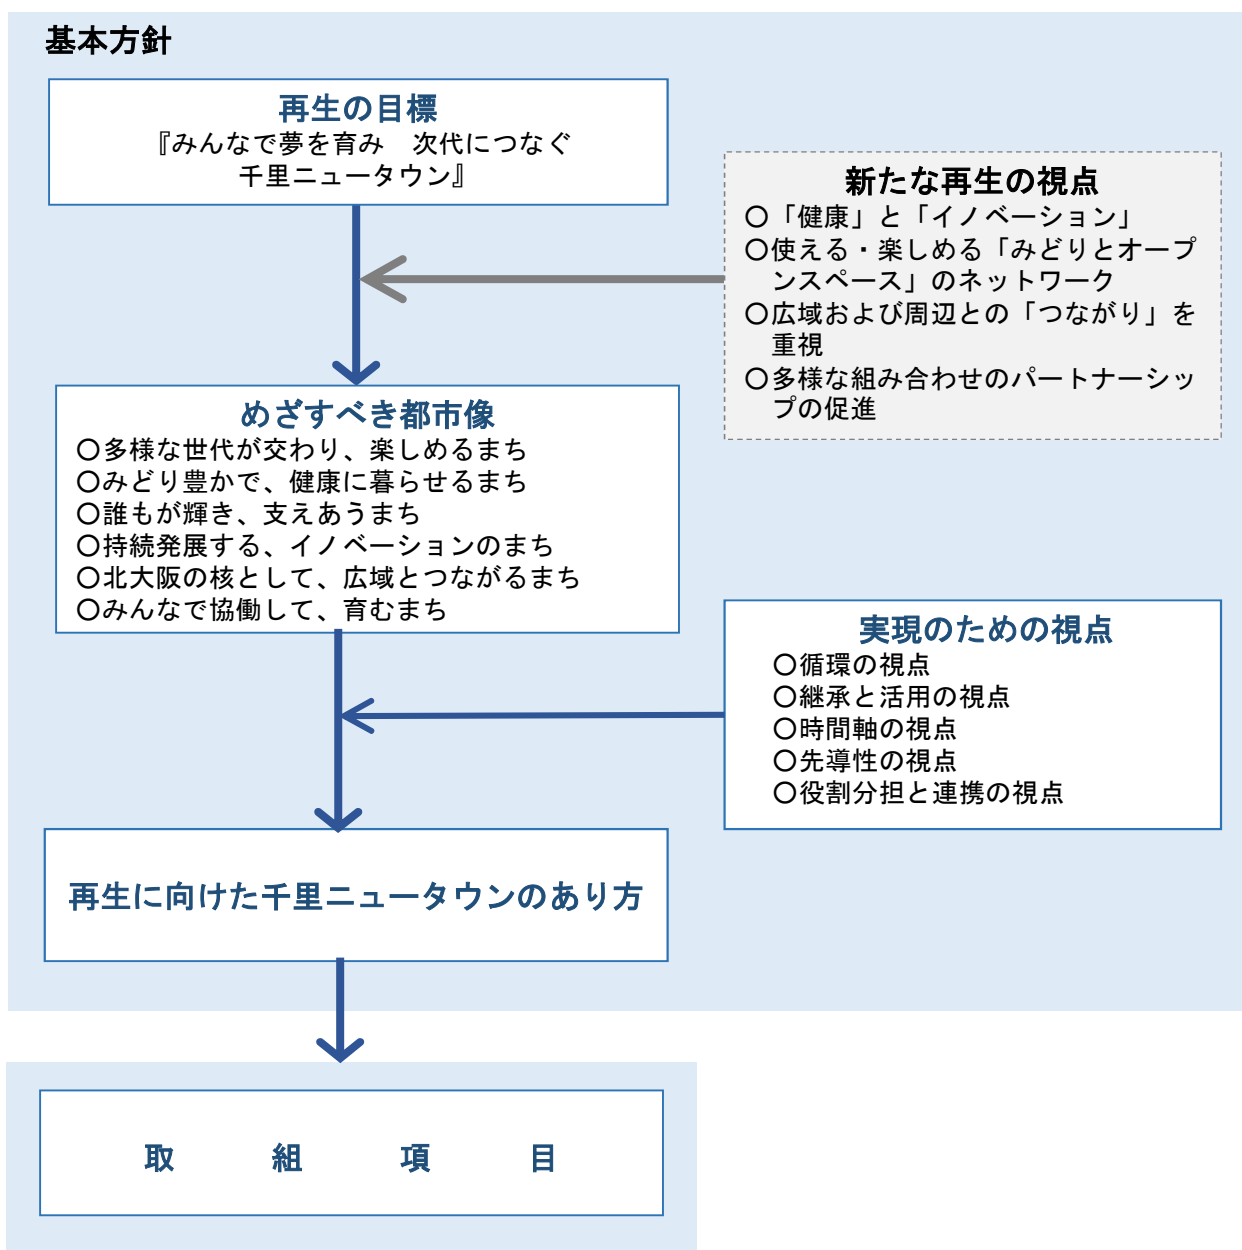 基本方針
再生の目標
『みんなで夢を育み　次代につなぐ
千里ニュータウン』
新たな再生の視点
〇「健康」と「イノベーション」
〇使える・楽しめる「みどりとオープ
ンスペース」のネットワーク
〇広域および周辺との「つながり」を
重視
〇多様な組み合わせのパートナーシッ
プの促進
めざすべき都市像
〇多様な世代が交わり、楽しめるまち
〇みどり豊かで、健康に暮らせるまち
〇誰もが輝き、支えあうまち
〇持続発展する、イノベーションのまち
〇北大阪の核として、広域とつながるまち
〇みんなで協働して、育むまち
実現のための視点
〇循環の視点
〇継承と活用の視点
〇時間軸の視点
〇先導性の視点
〇役割分担と連携の視点
再生に向けた千里ニュータウンのあり方
取　組　項　目